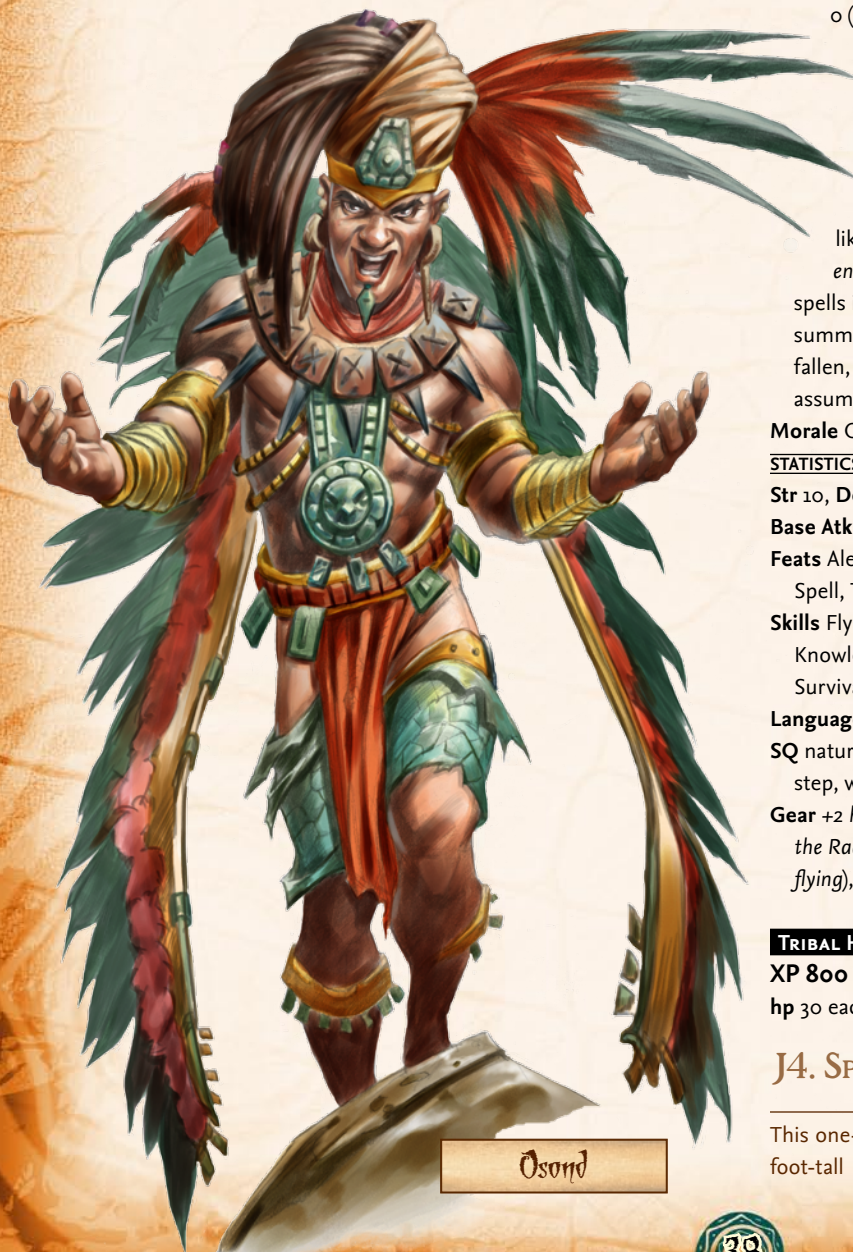 0 (
lik
en
spells
summ
fallen,
assum
Morale
STATISTICS
Str 10, D
Base Atk
Feats Ale
Spell,
Skills Fly
Knowl
Surviv
Languag
SQ natur
step, w
Gear +2
the Ra
flying),
TRIBAL H
XP 800
hp 30 eac
J4. Sp
This one-
foot-tall
Osond
39